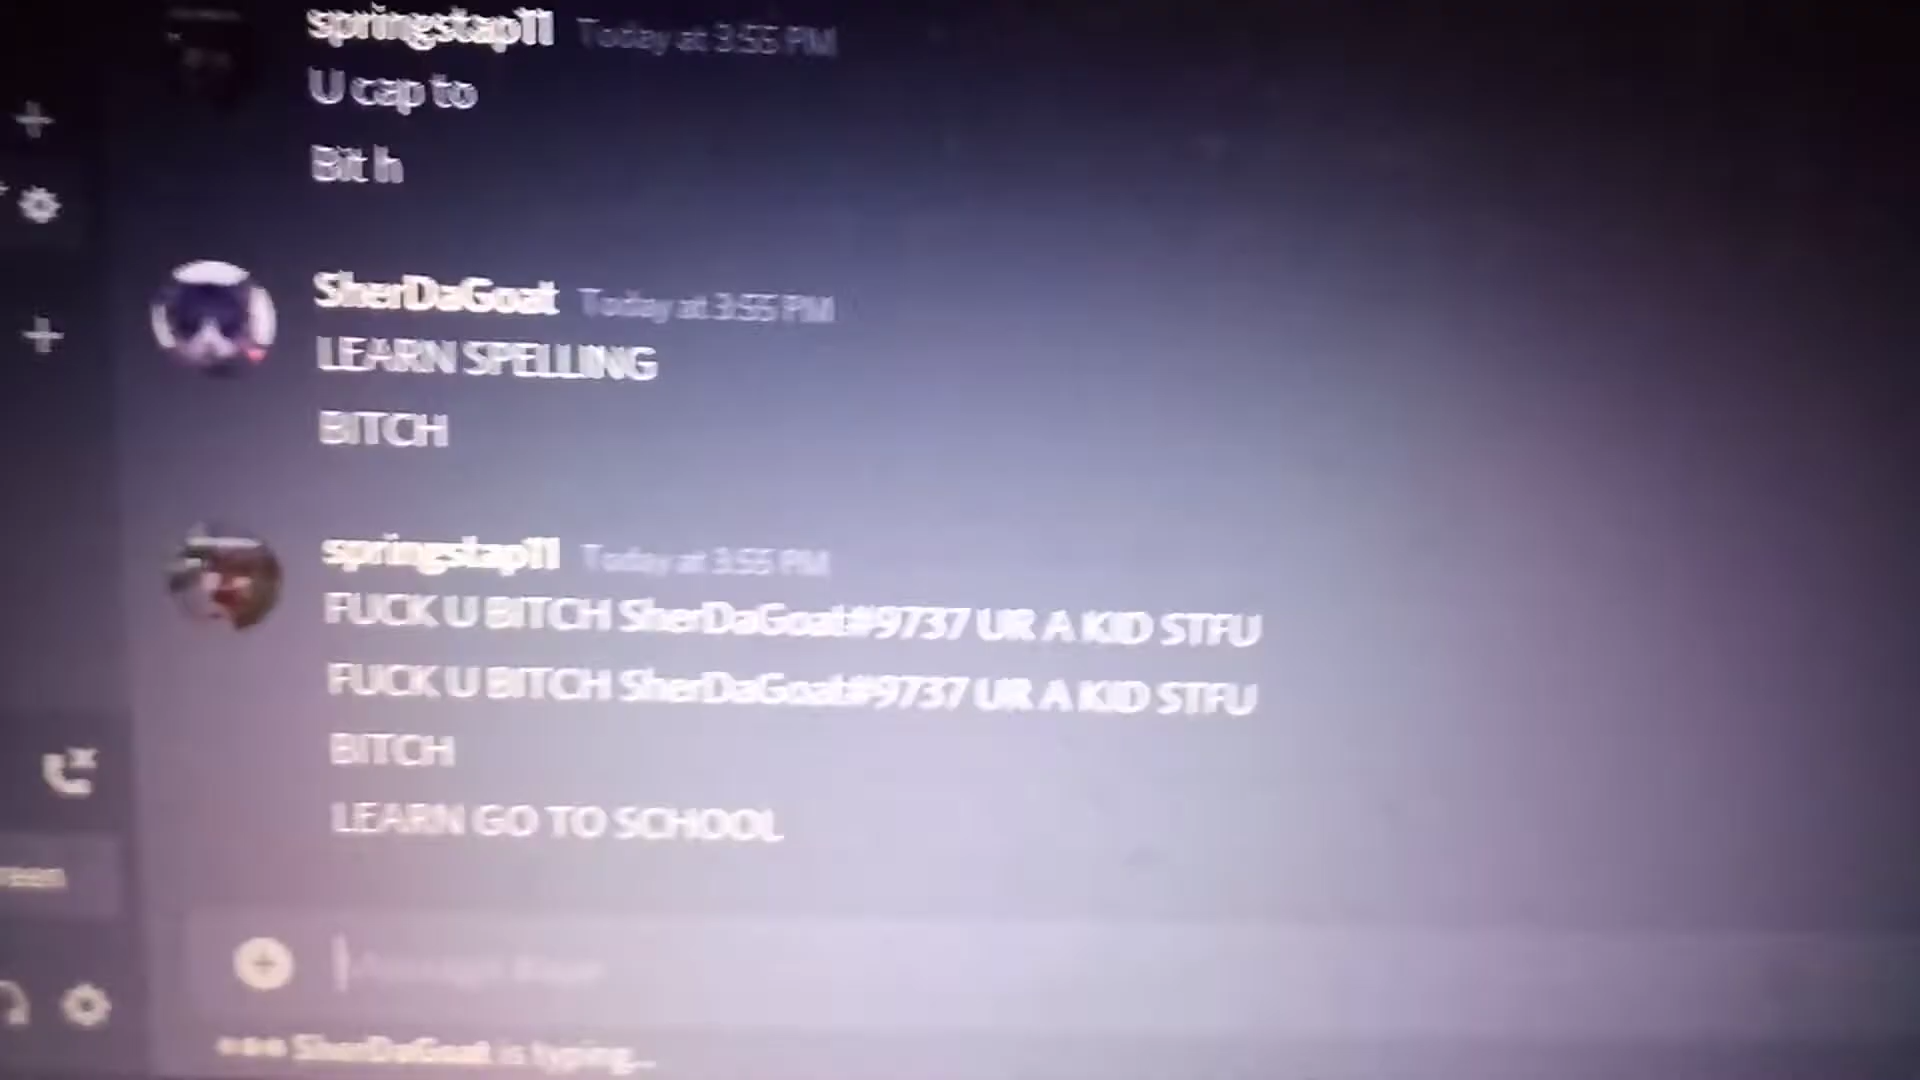 springstap11 Today at 3:55 PM
U cap to
Bit h
SherDaGoat Today at 3:55 PM
LEARN SPELLING
BITCH
springstap11 Today at 3:55 PM
FUCK U BITCH SherDaGoat#9737 UR A KID STFU
FUCK U BITCH SherDaGoat#9737 UR A KID STFU
BITCH
LEARN GO TO SCHOOL
SherDaGoat is typing...